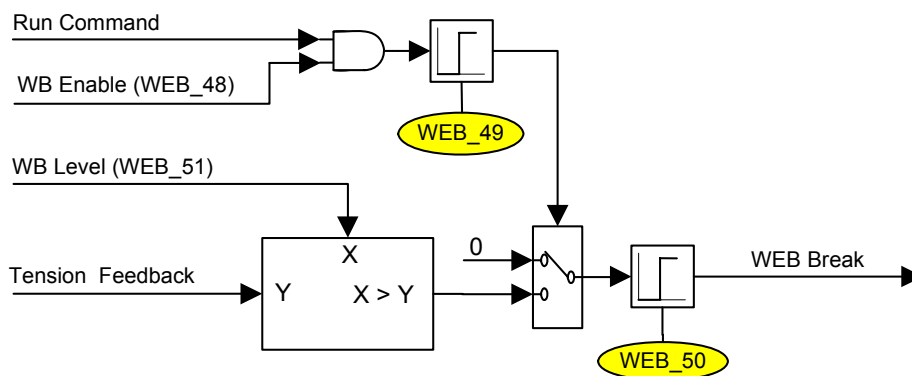 Run Command
WB Enable (WEB_48)
WEB_49
WB Level (WEB_51)
X
0
WEB Break
Tension Feedback
Y
X > Y
WEB_50